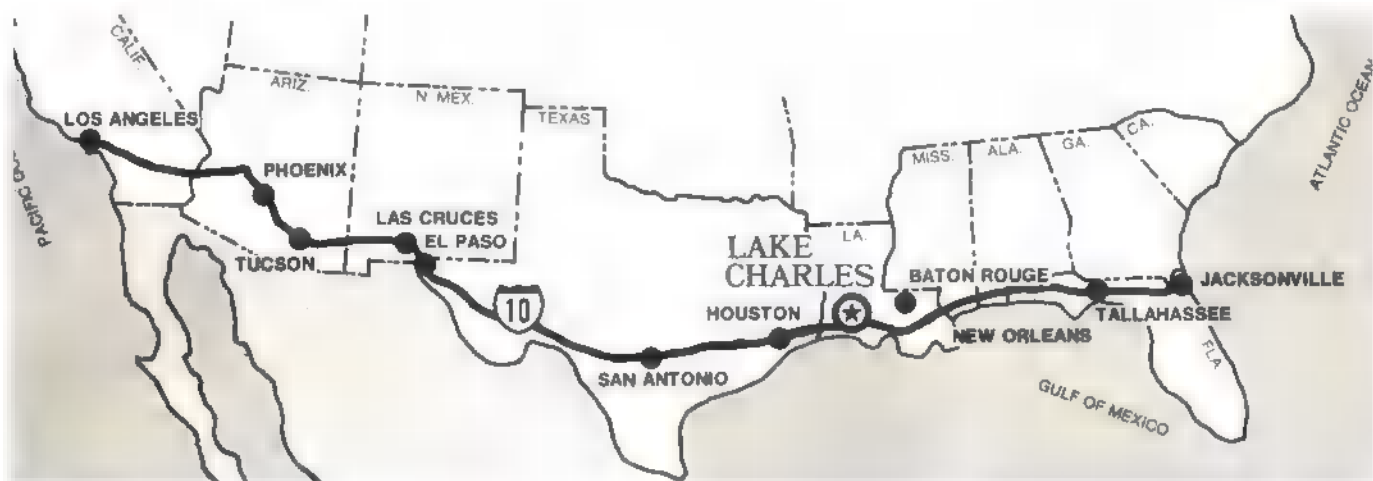 CALIF.
ARIZ.
N. MEX.
TEXAS
LOS ANGELES
PHOENIX
TUCSON
LAS CRUCES
EL PASO
10
SAN ANTONIO
HOUSTON
LAKE
CHARLES
LA.
MISS.
ALA.
GA.
CA.
BATON ROUGE
NEW ORLEANS
TALLAHASSEE
JACKSONVILLE
FLA
GULF OF MEXICO
ATLANTIC OCEAN
PACIFIC